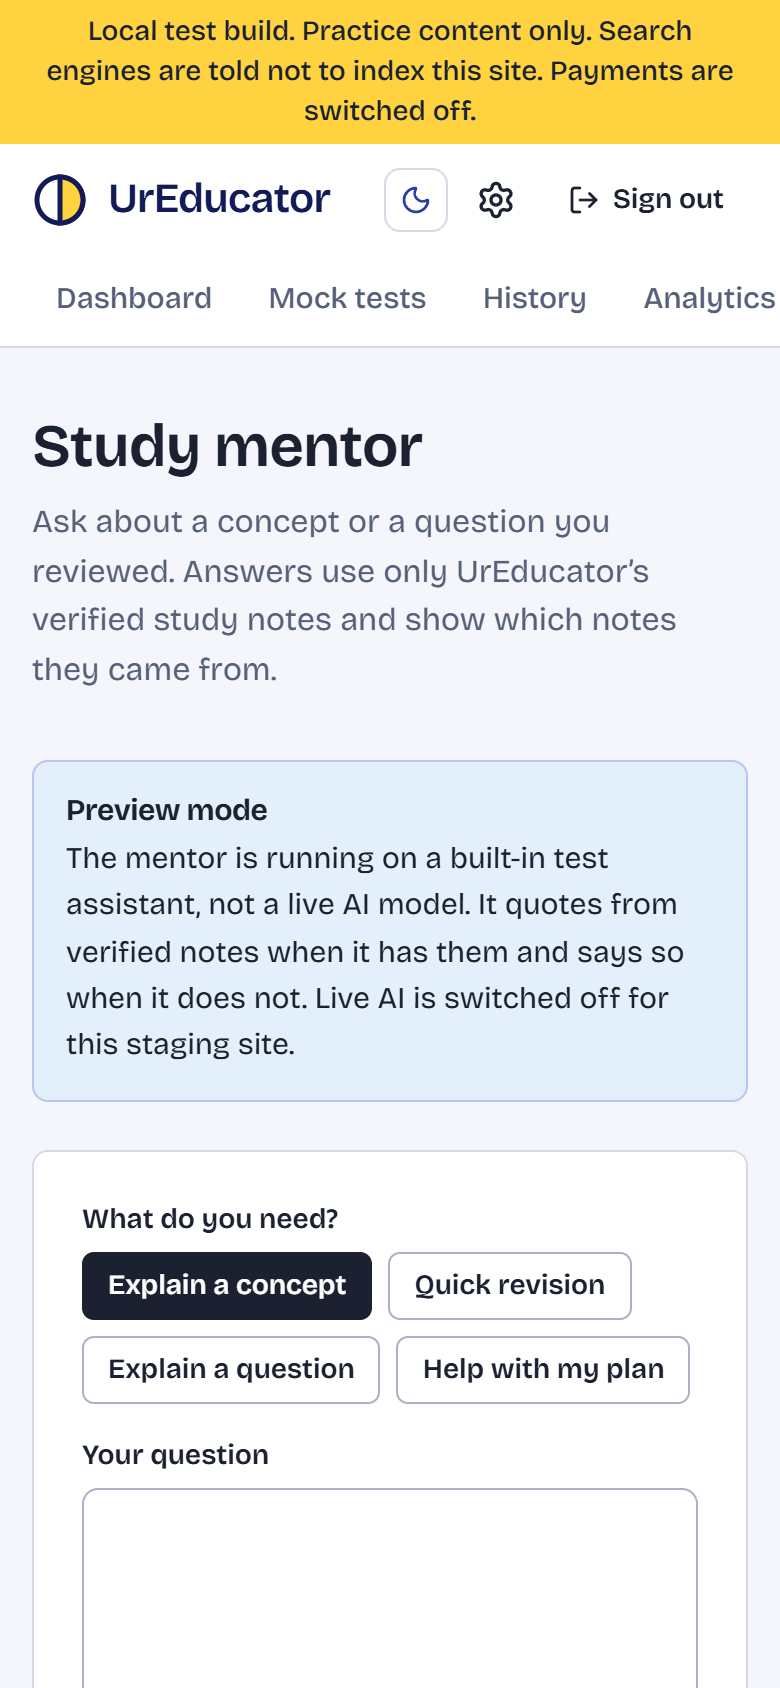 Local test build. Practice content only. Search
engines are told not to index this site. Payments are
switched off.
UrEducator
Sign out
Dashboard
Mock tests
History
Analytics
Study mentor
Ask about a concept or a question you
reviewed. Answers use only UrEducator’s
verified study notes and show which notes
they came from.
Preview mode
The mentor is running on a built-in test
assistant, not a live AI model. It quotes from
verified notes when it has them and says so
when it does not. Live AI is switched off for
this staging site.
What do you need?
Explain a concept
Quick revision
Explain a question
Help with my plan
Your question